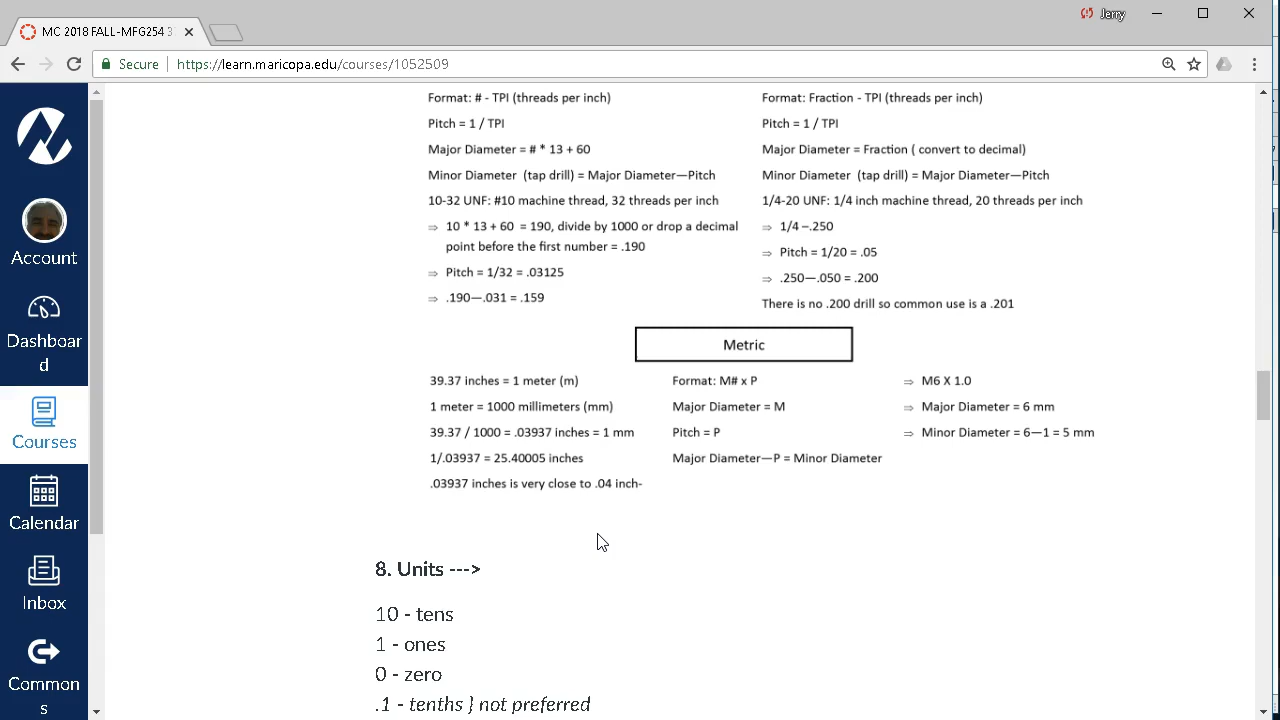 MC 2018 FALL-MFG254 3
Jerry
Secure
https://learn.maricopa.edu/courses/1052509
Account
Dashboar
d
Courses
Calendar
Inbox
Common
s
Format: # - TPI (threads per inch)
Pitch = 1 / TPI
Major Diameter = # * 13 + 60
Minor Diameter (tap drill) = Major Diameter—Pitch
10-32 UNF: #10 machine thread, 32 threads per inch
⇒ 10 * 13 + 60 = 190, divide by 1000 or drop a decimal
point before the first number = .190
⇒ Pitch = 1/32 = .03125
⇒ .190—.031 = .159
Format: Fraction - TPI (threads per inch)
Pitch = 1 / TPI
Major Diameter = Fraction ( convert to decimal)
Minor Diameter (tap drill) = Major Diameter—Pitch
1/4-20 UNF: 1/4 inch machine thread, 20 threads per inch
⇒ 1/4 –.250
⇒ Pitch = 1/20 = .05
⇒ .250—.050 = .200
There is no .200 drill so common use is a .201
Metric
39.37 inches = 1 meter (m)
1 meter = 1000 millimeters (mm)
39.37 / 1000 = .03937 inches = 1 mm
1/.03937 = 25.40005 inches
.03937 inches is very close to .04 inch-
Format: M# x P
Major Diameter = M
Pitch = P
Major Diameter—P = Minor Diameter
⇒ M6 X 1.0
⇒ Major Diameter = 6 mm
⇒ Minor Diameter = 6—1 = 5 mm
8. Units --->
10 - tens
1 - ones
0 - zero
.1 - tenths } not preferred